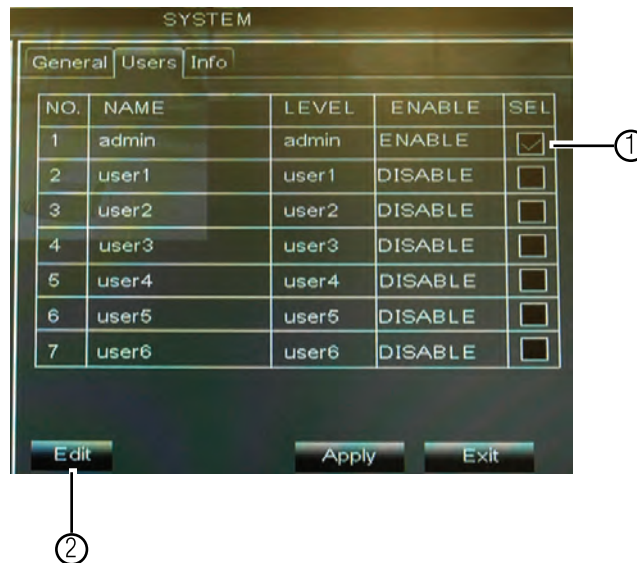 SYSTEM
General Users Info
NO. NAME LEVEL ENABLE SEL
1 admin admin ENABLE
2 user1 user1 DISABLE
3 user2 user2 DISABLE
4 user3 user3 DISABLE
5 user4 user4 DISABLE
6 user5 user5 DISABLE
7 user6 user6 DISABLE
Edit Apply Exit
1
2